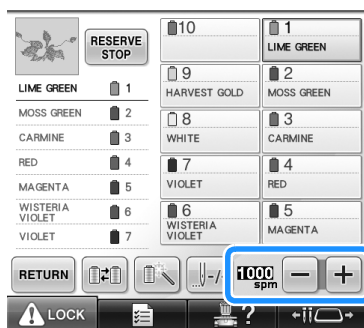 RESERVE
STOP
LIME GREEN 1
MOSS GREEN 2
CARMINE 3
RED 4
MAGENTA 5
WISTERIA
VIOLET 6
VIOLET 7
10
1
LIME GREEN
9
HARVEST GOLD
2
MOSS GREEN
8
WHITE
3
CARMINE
7
VIOLET
4
RED
6
WISTERIA
VIOLET
5
MAGENTA
RETURN
1000
spm
- +
LOCK
?